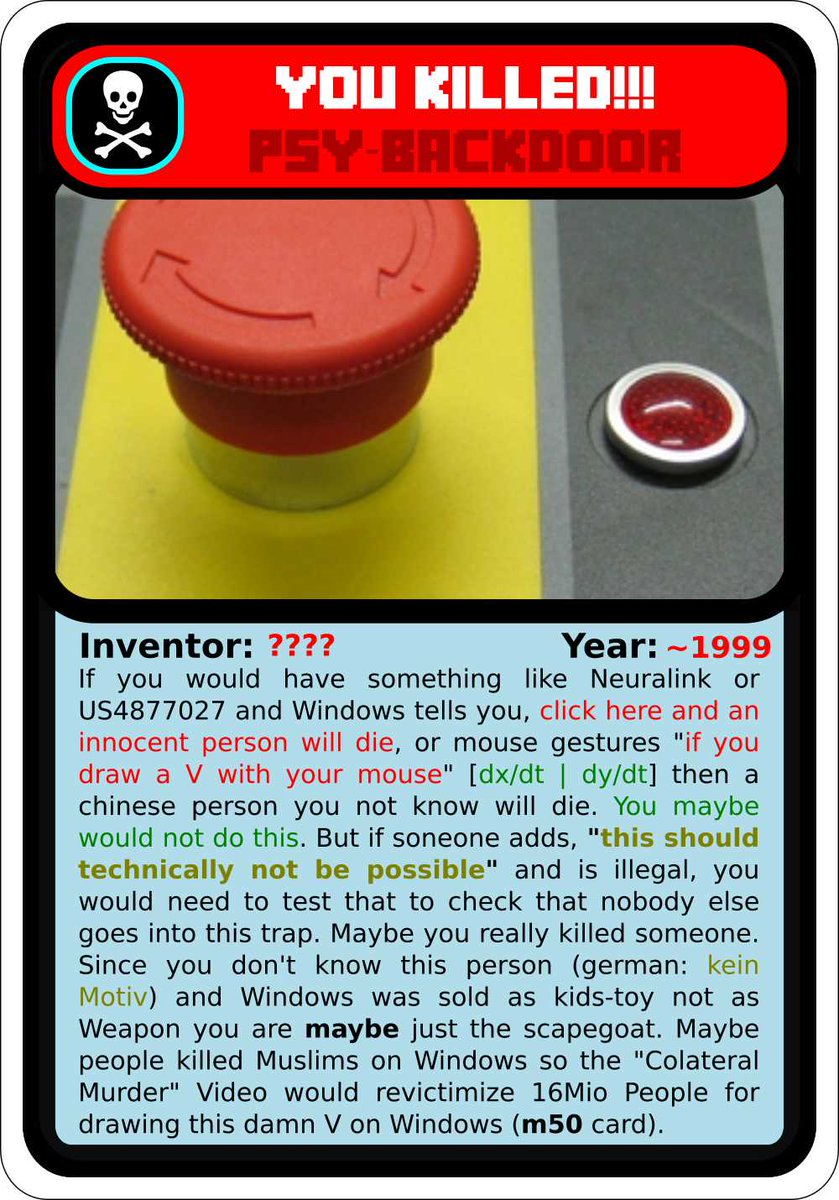 YOU KILLED!!!
PSY-BACKDOOR
Inventor: ???? Year: ~1999
If you would have something like Neuralink or
US4877027 and Windows tells you, click here and an
innocent person will die, or mouse gestures "if you
draw a V with your mouse" [dx/dt | dy/dt] then a
chinese person you not know will die. You maybe
would not do this. But if soneone adds, "this should
technically not be possible" and is illegal, you
would need to test that to check that nobody else
goes into this trap. Maybe you really killed someone.
Since you don't know this person (german: kein
Motiv) and Windows was sold as kids-toy not as
Weapon you are maybe just the scapegoat. Maybe
people killed Muslims on Windows so the "Colateral
Murder" Video would revictimize 16Mio People for
drawing this damn V on Windows (m50 card).